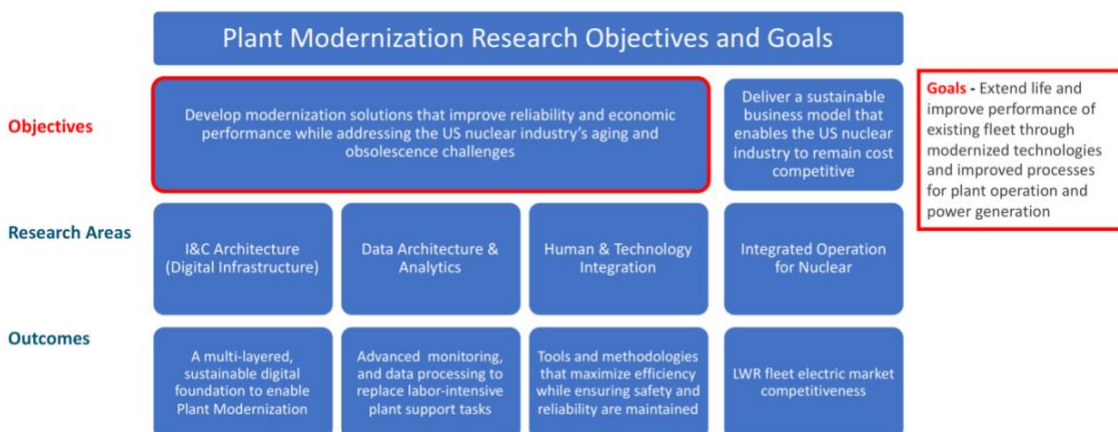 Plant Modernization Research Objectives and Goals
Objectives
Develop modernization solutions that improve reliability and economic
performance while addressing the US nuclear industry's aging and
obsolescence challenges
Deliver a sustainable
business model that
enables the US nuclear
industry to remain cost
competitive
Goals - Extend life and
improve performance of
existing fleet through
modernized technologies
and improved processes
for plant operation and
power generation
Research Areas
I&C Architecture
(Digital Infrastructure)
Data Architecture &
Analytics
Human & Technology
Integration
Integrated Operation
for Nuclear
Outcomes
A multi-layered,
sustainable digital
foundation to enable
Plant Modernization
Advanced monitoring,
and data processing to
replace labor-intensive
plant support tasks
Tools and methodologies
that maximize efficiency
while ensuring safety and
reliability are maintained
LWR fleet electric market
competitiveness